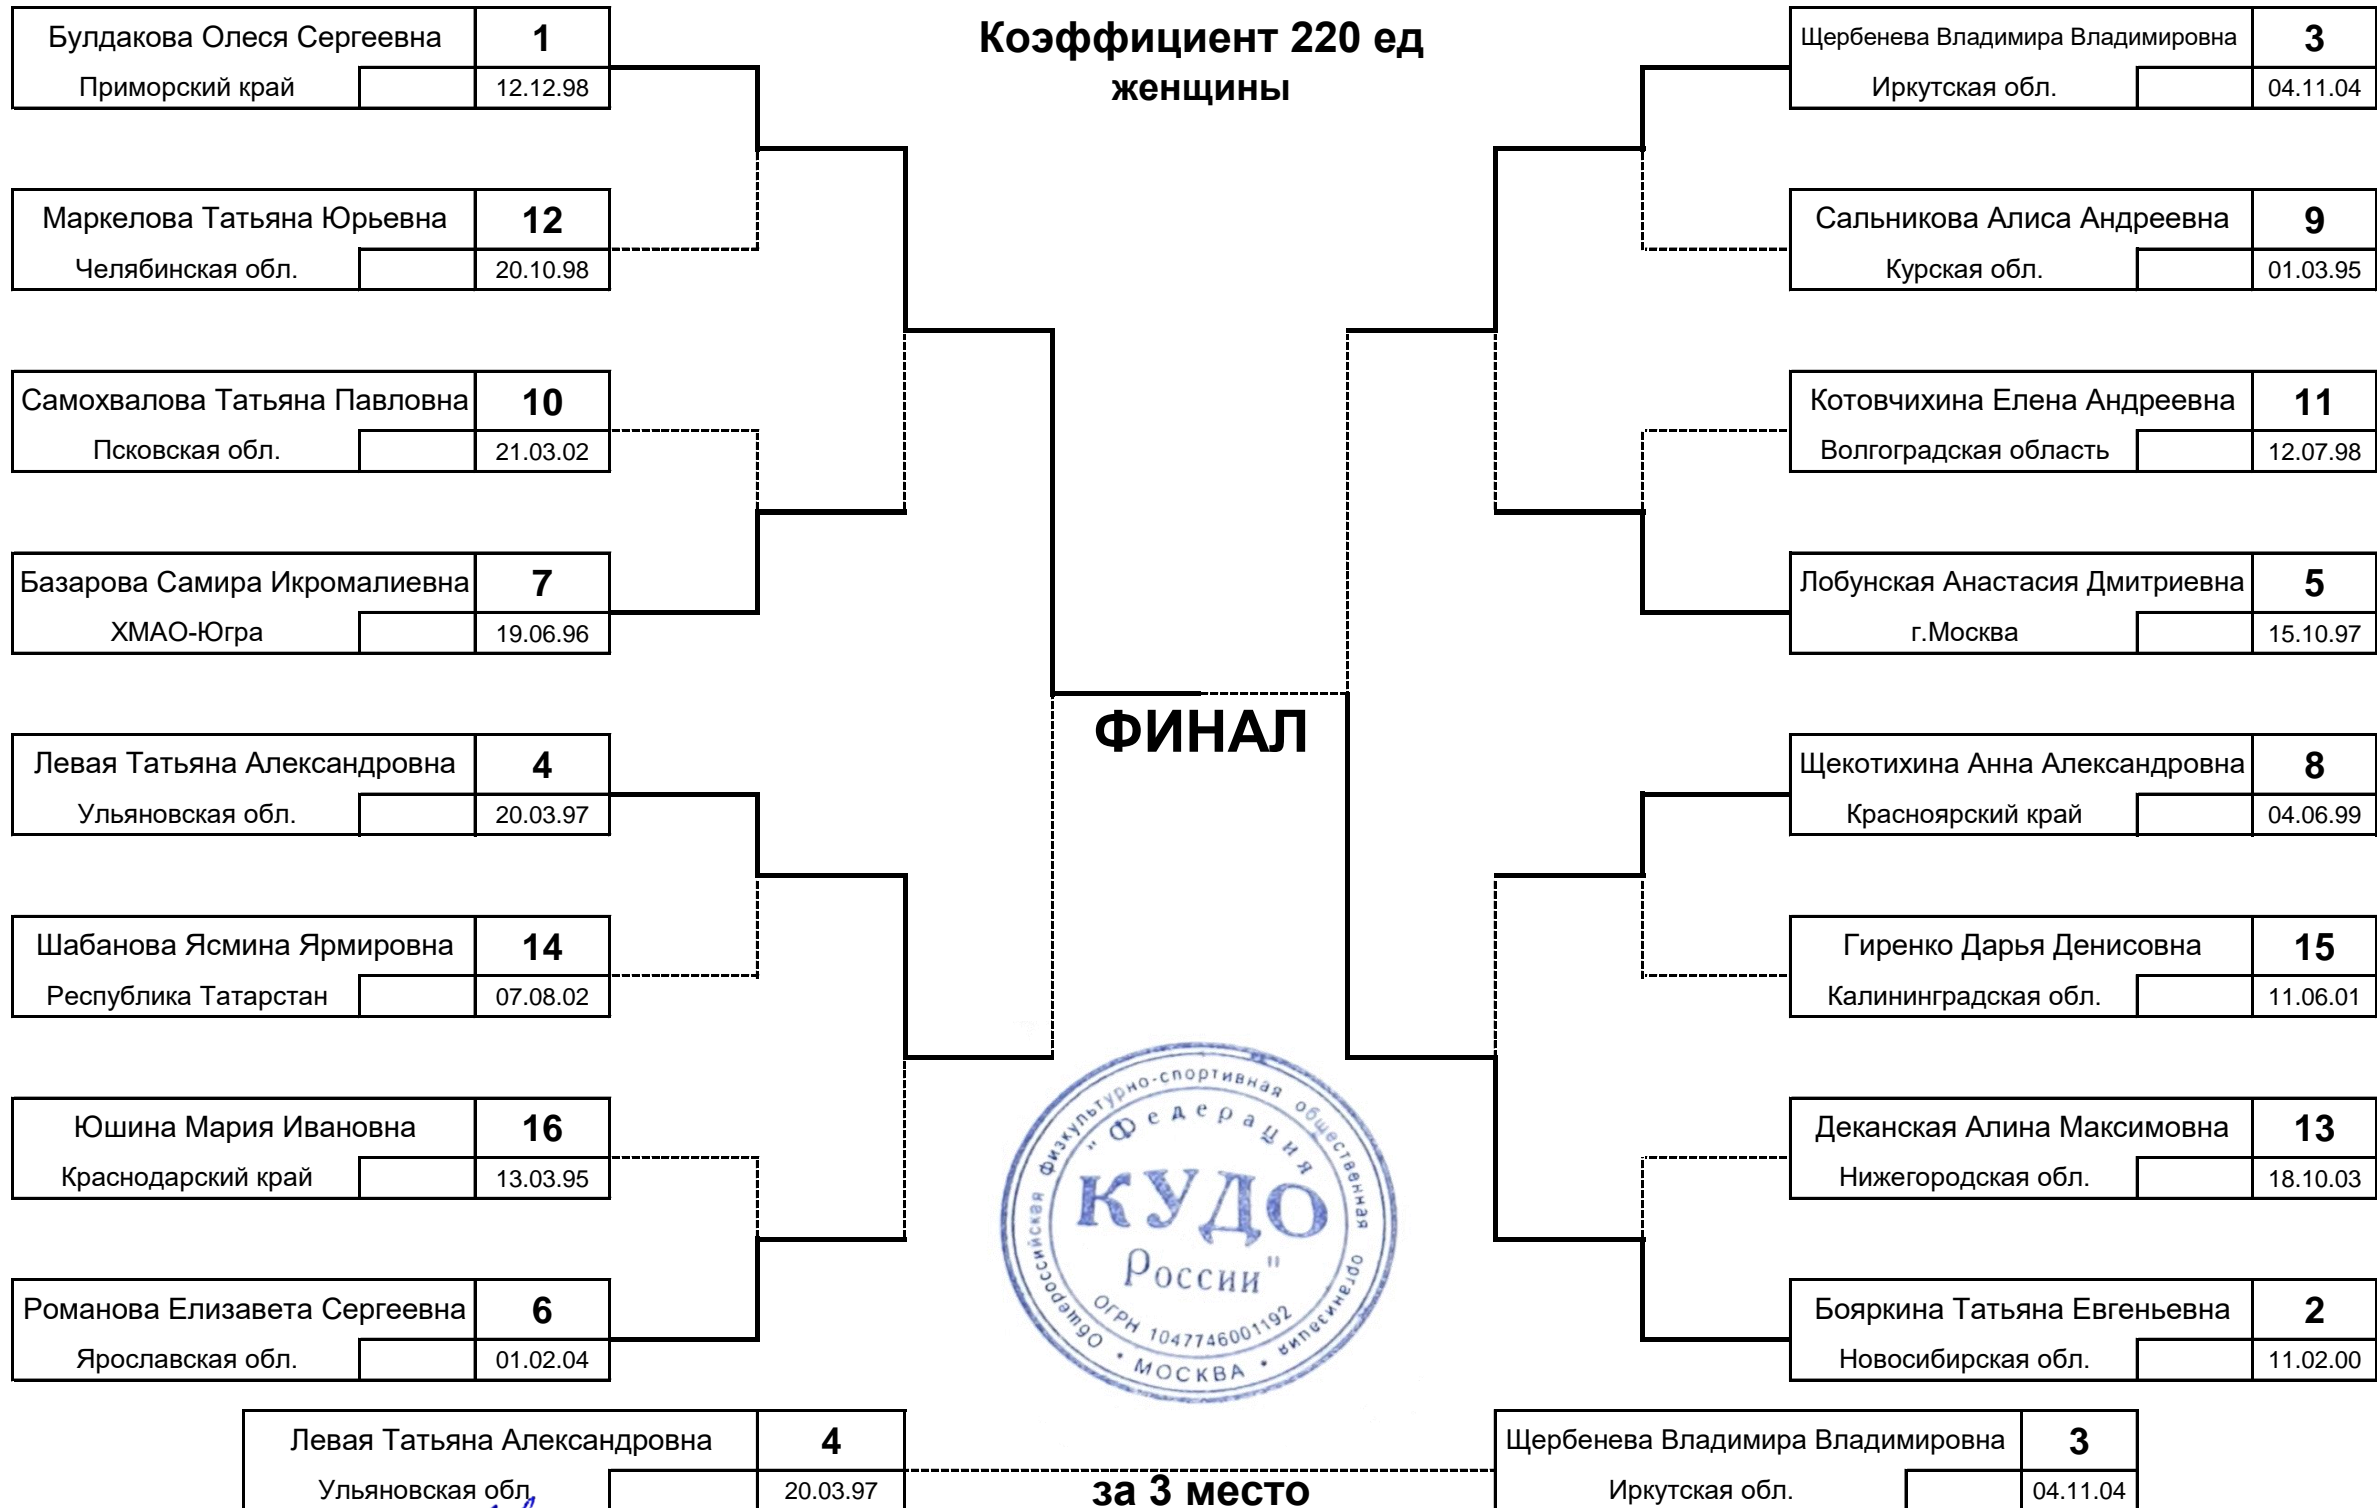 Коэффициент 220 ед
женщины
Булдакова Олеся Сергеевна 1
Приморский край 12.12.98
Маркелова Татьяна Юрьевна 12
Челябинская обл. 20.10.98
Самохвалова Татьяна Павловна 10
Псковская обл. 21.03.02
Базарова Самира Икромалиевна 7
ХМАО-Югра 19.06.96
Левая Татьяна Александровна 4
Ульяновская обл. 20.03.97
Шабанова Ясмина Ярмировна 14
Республика Татарстан 07.08.02
Юшина Мария Ивановна 16
Краснодарский край 13.03.95
Романова Елизавета Сергеевна 6
Ярославская обл. 01.02.04
ФИНАЛ
Щербенева Владимира Владимировна 3
Иркутская обл. 04.11.04
Сальникова Алиса Андреевна 9
Курская обл. 01.03.95
Котовчихина Елена Андреевна 11
Волгоградская область 12.07.98
Лобунская Анастасия Дмитриевна 5
г.Москва 15.10.97
Щекотихина Анна Александровна 8
Красноярский край 04.06.99
Гиренко Дарья Денисовна 15
Калининградская обл. 11.06.01
Деканская Алина Максимовна 13
Нижегородская обл. 18.10.03
Бояркина Татьяна Евгеньевна 2
Новосибирская обл. 11.02.00
Общероссийская физкультурно-спортивная общественная организация
"Федерация
КУДО
России"
ОГРН 1047746001192
• МОСКВА •
Левая Татьяна Александровна 4
Ульяновская обл 20.03.97
за 3 место
Щербенева Владимира Владимировна 3
Иркутская обл. 04.11.04